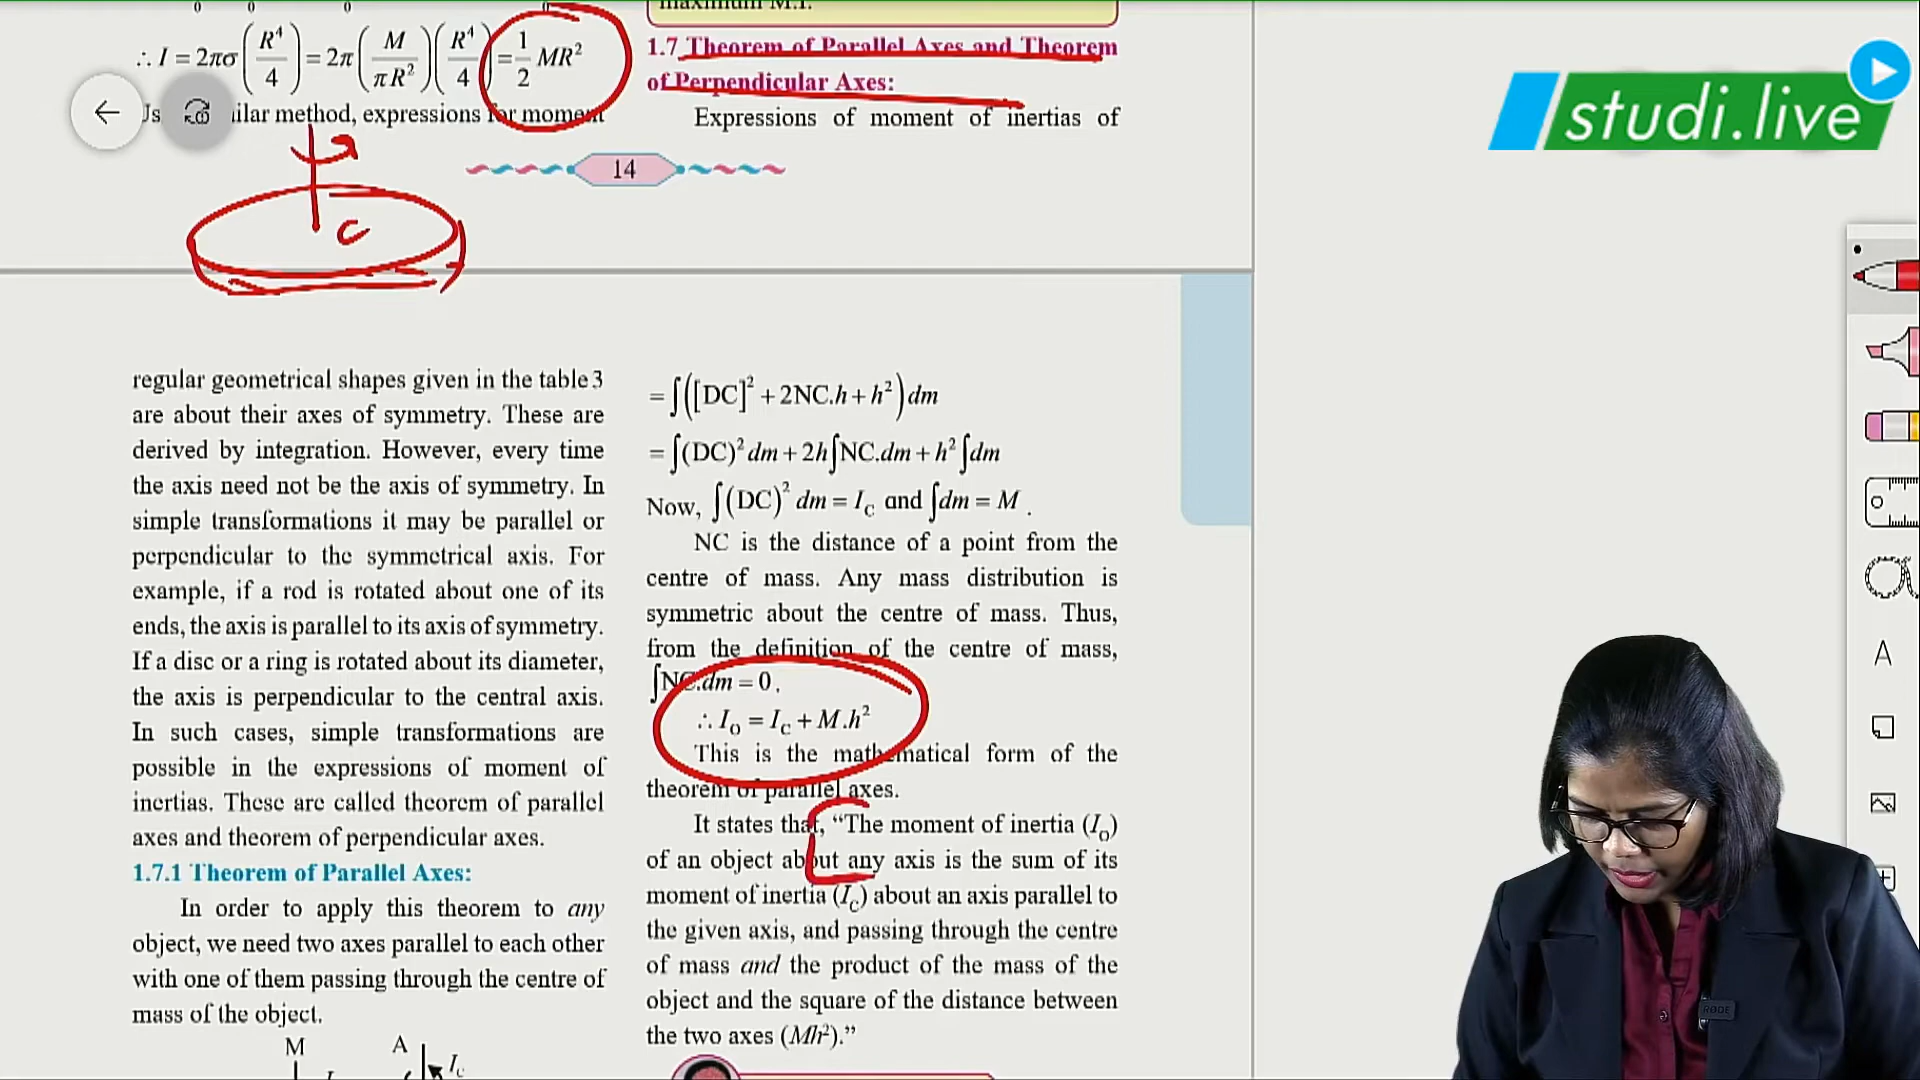 0 0 0 0
maximum M.I.
∴ I = 2πσ (R⁴/4) = 2π (M/πR²) (R⁴/4) = 1/2 MR²
ilar method, expressions for moment
1.7 Theorem of Parallel Axes and Theorem
of Perpendicular Axes:
Expressions of moment of inertias of
14
C
studi.live
regular geometrical shapes given in the table 3
are about their axes of symmetry. These are
derived by integration. However, every time
the axis need not be the axis of symmetry. In
simple transformations it may be parallel or
perpendicular to the symmetrical axis. For
example, if a rod is rotated about one of its
ends, the axis is parallel to its axis of symmetry.
If a disc or a ring is rotated about its diameter,
the axis is perpendicular to the central axis.
In such cases, simple transformations are
possible in the expressions of moment of
inertias. These are called theorem of parallel
axes and theorem of perpendicular axes.
1.7.1 Theorem of Parallel Axes:
In order to apply this theorem to any
object, we need two axes parallel to each other
with one of them passing through the centre of
mass of the object.
M A I_C
= ∫([DC]² + 2NC.h + h²) dm
= ∫(DC)² dm + 2h∫NC.dm + h²∫dm
Now, ∫(DC)² dm = I_C and ∫dm = M .
NC is the distance of a point from the
centre of mass. Any mass distribution is
symmetric about the centre of mass. Thus,
from the definition of the centre of mass,
∫NC.dm = 0.
∴ I_O = I_C + M.h²
This is the mathematical form of the
theorem of parallel axes.
It states that, “The moment of inertia (I_O)
of an object about any axis is the sum of its
moment of inertia (I_C) about an axis parallel to
the given axis, and passing through the centre
of mass and the product of the mass of the
object and the square of the distance between
the two axes (Mh²).”
A
RODE